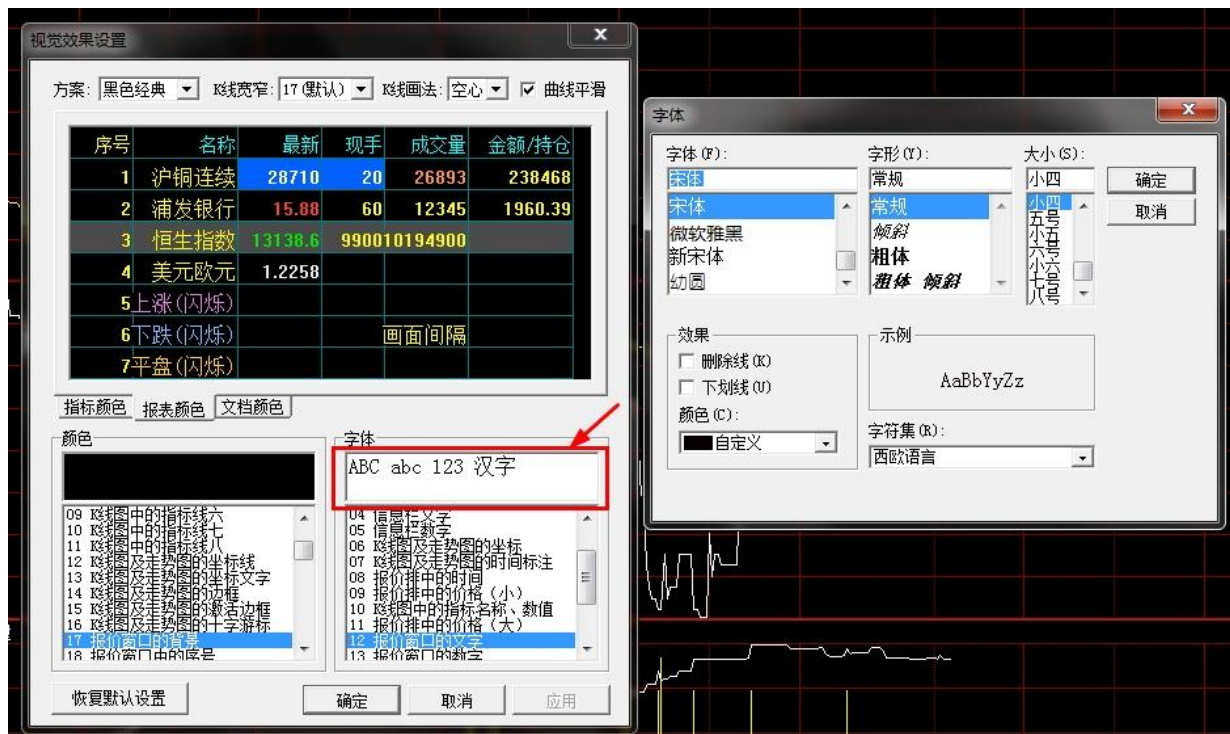 视觉效果设置
方案: 黑色经典 K线宽窄: 17(默认) K线画法: 空心 曲线平滑
序号 名称 最新 现手 成交量 金额/持仓
1 沪铜连续 28710 20 26893 238468
2 浦发银行 15.88 60 12345 1960.39
3 恒生指数 13138.6 990010194900
4 美元欧元 1.2258
5 上涨(闪烁)
6 下跌(闪烁) 画面间隔
7 平盘(闪烁)
指标颜色 报表颜色 文档颜色
颜色
09 K线图中的指标线六
10 K线图中的指标线七
11 K线图中的指标线八
12 K线图及走势图的坐标线
13 K线图及走势图的坐标文字
14 K线图及走势图的边框
15 K线图及走势图的激活边框
16 K线图及走势图的十字游标
17 报价窗口的背景
18 报价窗口中的序号
字体
ABC abc 123 汉字
04 信息栏文字
05 信息栏数字
06 K线图及走势图的坐标
07 K线图及走势图的时间标注
08 报价排中的时间
09 报价排中的价格（小）
10 K线图中的指标名称、数值
11 报价排中的价格（大）
12 报价窗口的文字
13 报价窗口的数字
恢复默认设置 确定 取消 应用
字体
字体(F):
宋体
宋体
微软雅黑
新宋体
幼圆
字形(Y):
常规
常规
倾斜
粗体
粗体 倾斜
大小(S):
小四
小四
五号
小五
六号
小六
七号
八号
确定
取消
效果
删除线(K)
下划线(U)
颜色(C):
自定义
示例
AaBbYyZz
字符集(R):
西欧语言